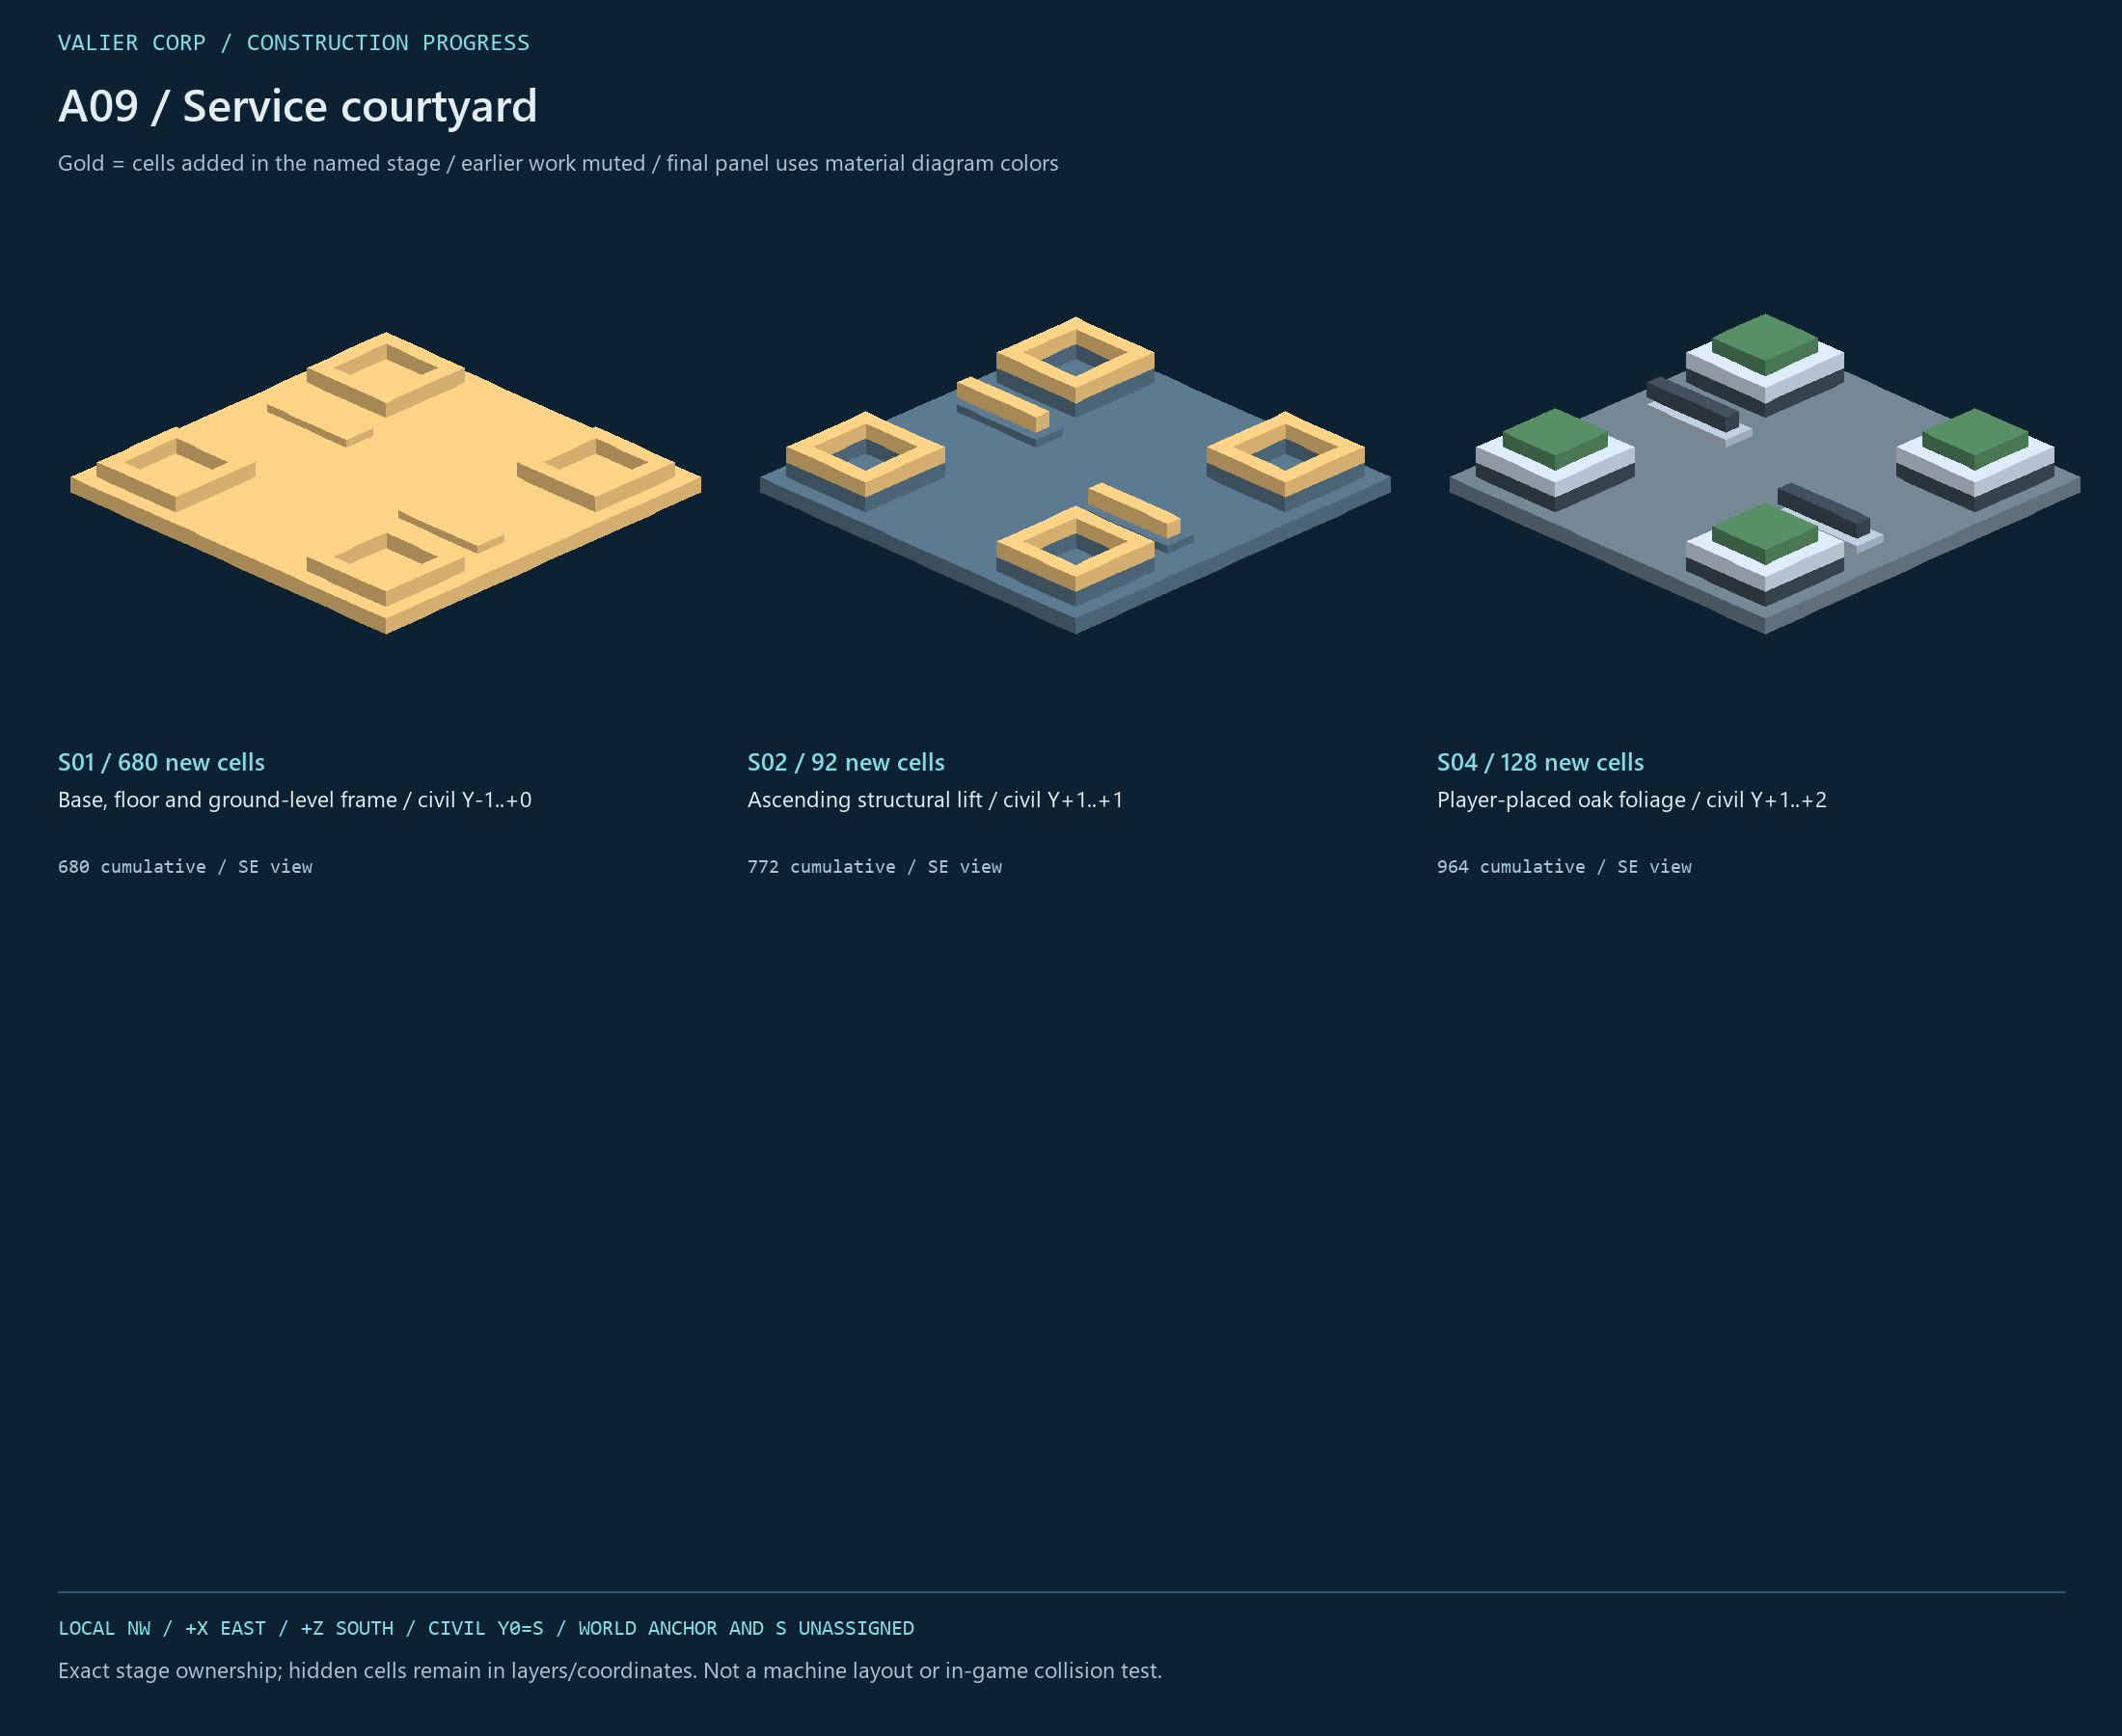 VALIER CORP / CONSTRUCTION PROGRESS
A09 / Service courtyard
Gold = cells added in the named stage / earlier work muted / final panel uses material diagram colors
S01 / 680 new cells
Base, floor and ground-level frame / civil Y-1..+0
680 cumulative / SE view
S02 / 92 new cells
Ascending structural lift / civil Y+1..+1
772 cumulative / SE view
S04 / 128 new cells
Player-placed oak foliage / civil Y+1..+2
964 cumulative / SE view
LOCAL NW / +X EAST / +Z SOUTH / CIVIL Y0=S / WORLD ANCHOR AND S UNASSIGNED
Exact stage ownership; hidden cells remain in layers/coordinates. Not a machine layout or in-game collision test.